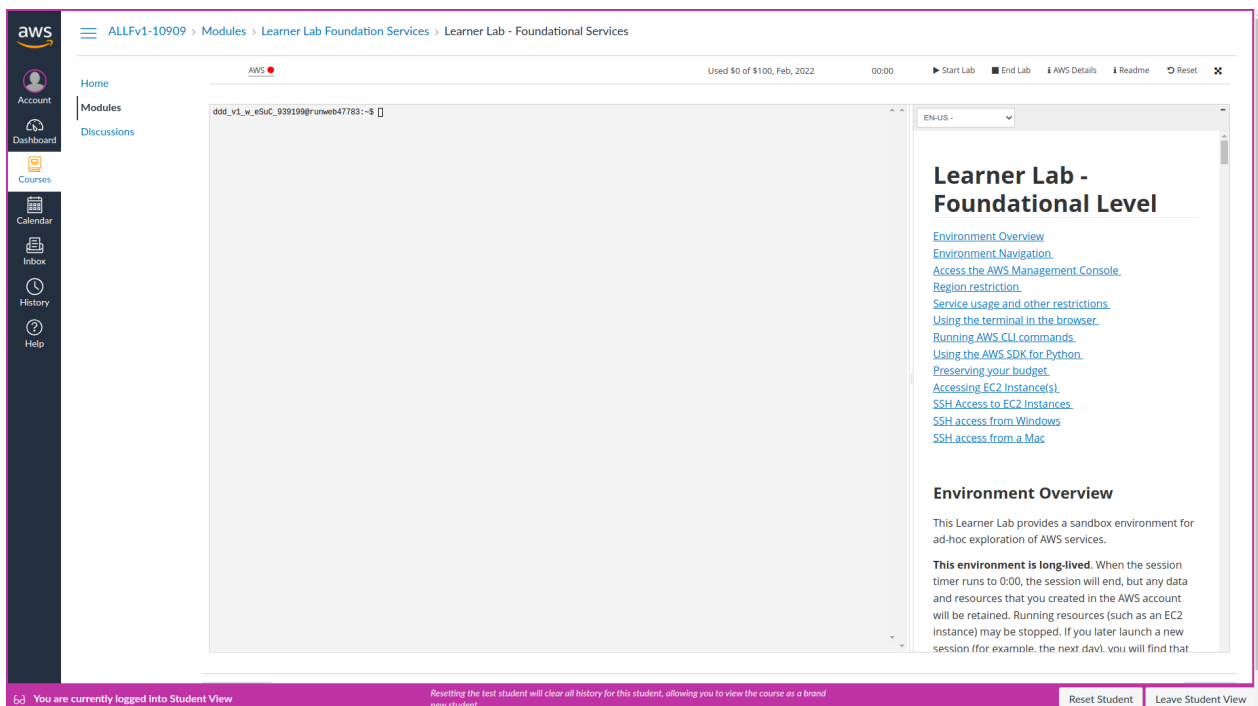 aws
ALLFv1-10909 > Modules > Learner Lab Foundation Services > Learner Lab - Foundational Services
Account
Dashboard
Courses
Calendar
Inbox
History
Help
Home
Modules
Discussions
AWS
Used $0 of $100, Feb, 2022
00:00
Start Lab
End Lab
AWS Details
Readme
Reset
ddd_v1_w_eSuC_939199@runweb47783:~$
EN-US -
Learner Lab -
Foundational Level
Environment Overview
Environment Navigation
Access the AWS Management Console
Region restriction
Service usage and other restrictions
Using the terminal in the browser
Running AWS CLI commands
Using the AWS SDK for Python
Preserving your budget
Accessing EC2 Instance(s)
SSH Access to EC2 Instances
SSH access from Windows
SSH access from a Mac
Environment Overview
This Learner Lab provides a sandbox environment for
ad-hoc exploration of AWS services.
This environment is long-lived. When the session
timer runs to 0:00, the session will end, but any data
and resources that you created in the AWS account
will be retained. Running resources (such as an EC2
instance) may be stopped. If you later launch a new
session (for example, the next day), you will find that
You are currently logged into Student View
Resetting the test student will clear all history for this student, allowing you to view the course as a brand
new student.
Reset Student
Leave Student View